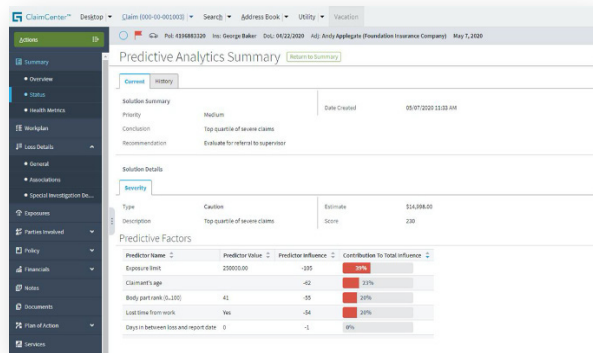 ClaimCenter™ Desktop Claim (000-00-001003) Search Address Book Utility Vacation
Actions
Pol: 4398883320 Ins: George Baker DoL: 04/22/2020 Adj: Andy Applegate (Foundation Insurance Company) May 7, 2020
Summary
Overview
Status
Health Metrics
Workplan
Loss Details
General
Associations
Special Investigation De...
Exposures
Parties Involved
Policy
Financials
Notes
Documents
Plan of Action
Services
Predictive Analytics Summary Return to Summary
Current History
Solution Summary
Priority Medium
Date Created 05/07/2020 11:33 AM
Conclusion Top quartile of severe claims
Recommendation Evaluate for referral to supervisor
Solution Details
Severity
Type Caution
Estimate $14,998.00
Description Top quartile of severe claims
Score 230
Predictive Factors
Predictor Name Predictor Value Predictor Influence Contribution To Total Influence
Exposure limit 250000.00 -105 39%
Claimant's age -62 23%
Body part rank (0..100) 41 -55
Lost time from work Yes -54
Days in between loss and report date 0 -1 0%